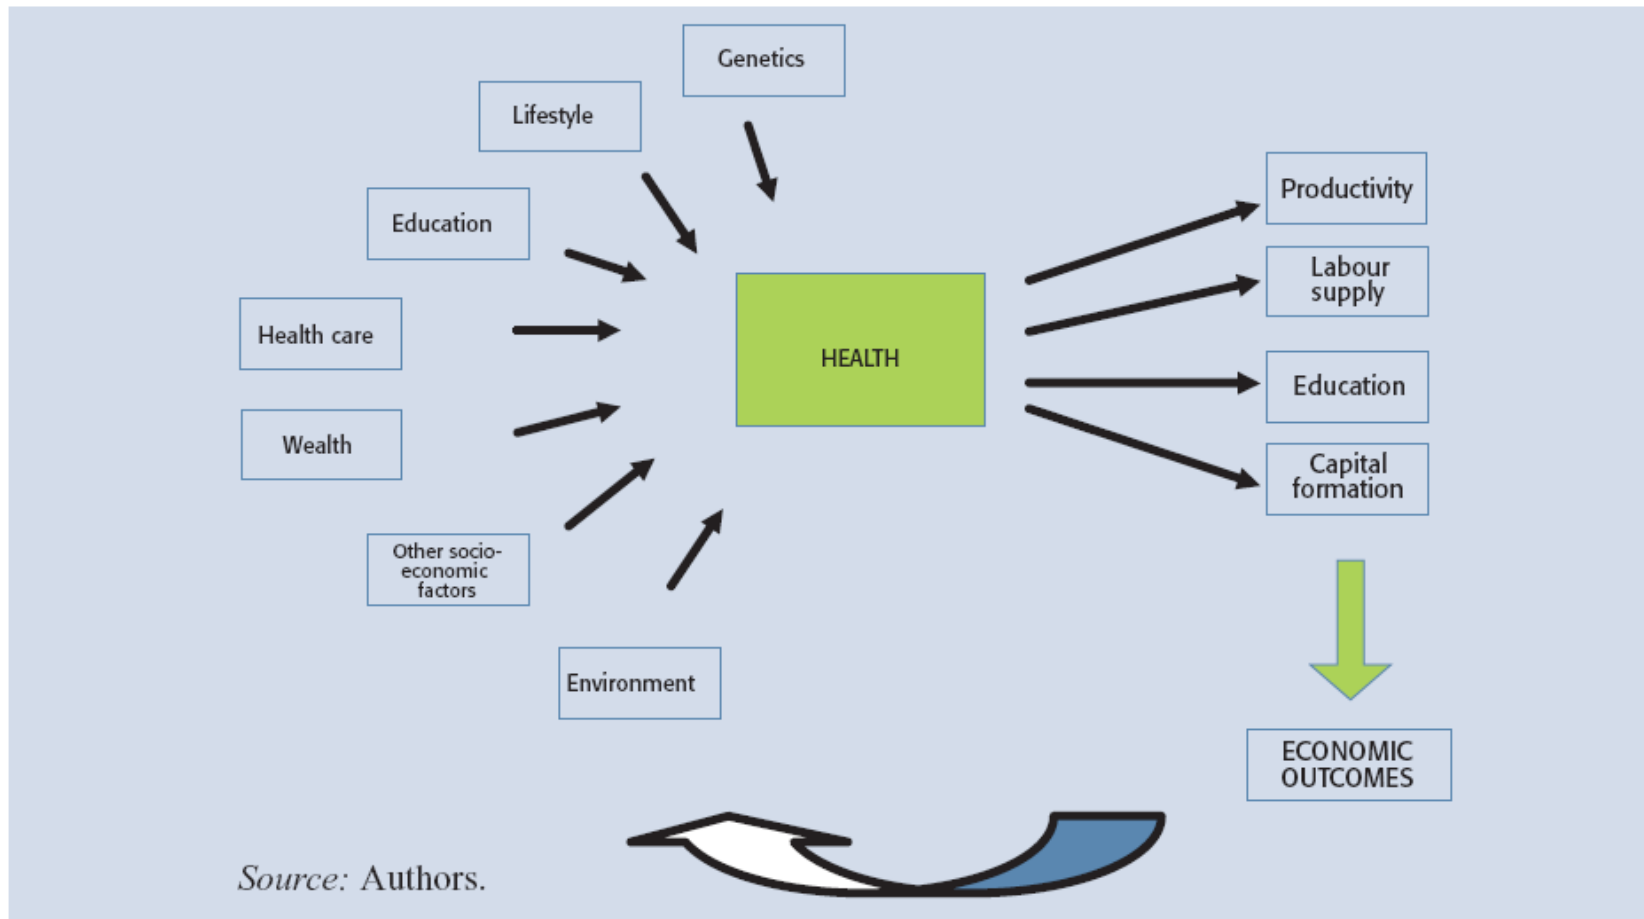 Genetics
Lifestyle
Education
Health care
Wealth
Other socio-
economic
factors
Environment
HEALTH
Productivity
Labour
supply
Education
Capital
formation
ECONOMIC
OUTCOMES
Source: Authors.